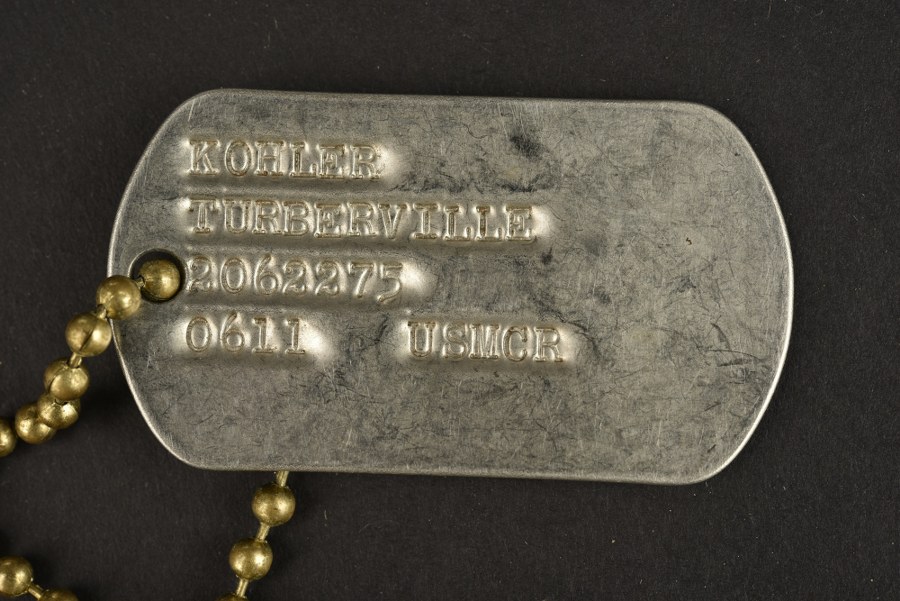 KOHLER
TURBERVILLE
2062275
0611 USMCR